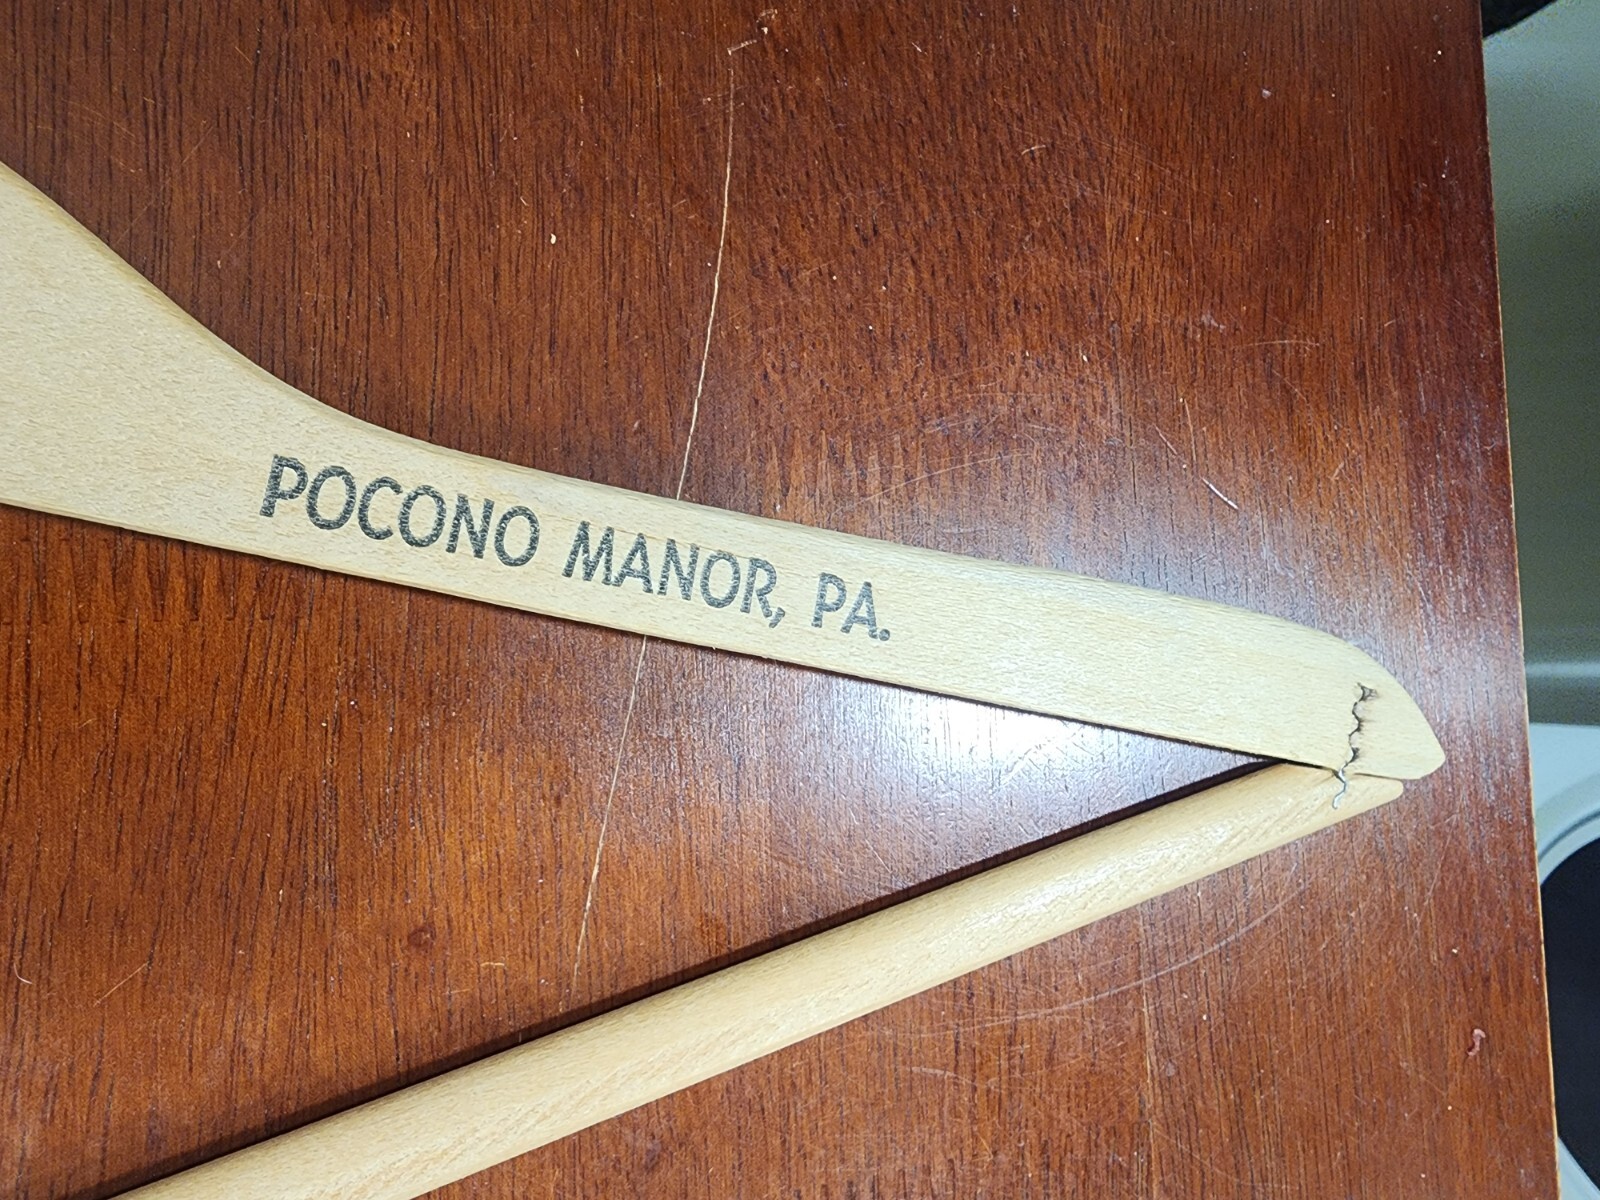 POCONO MANOR, PA.